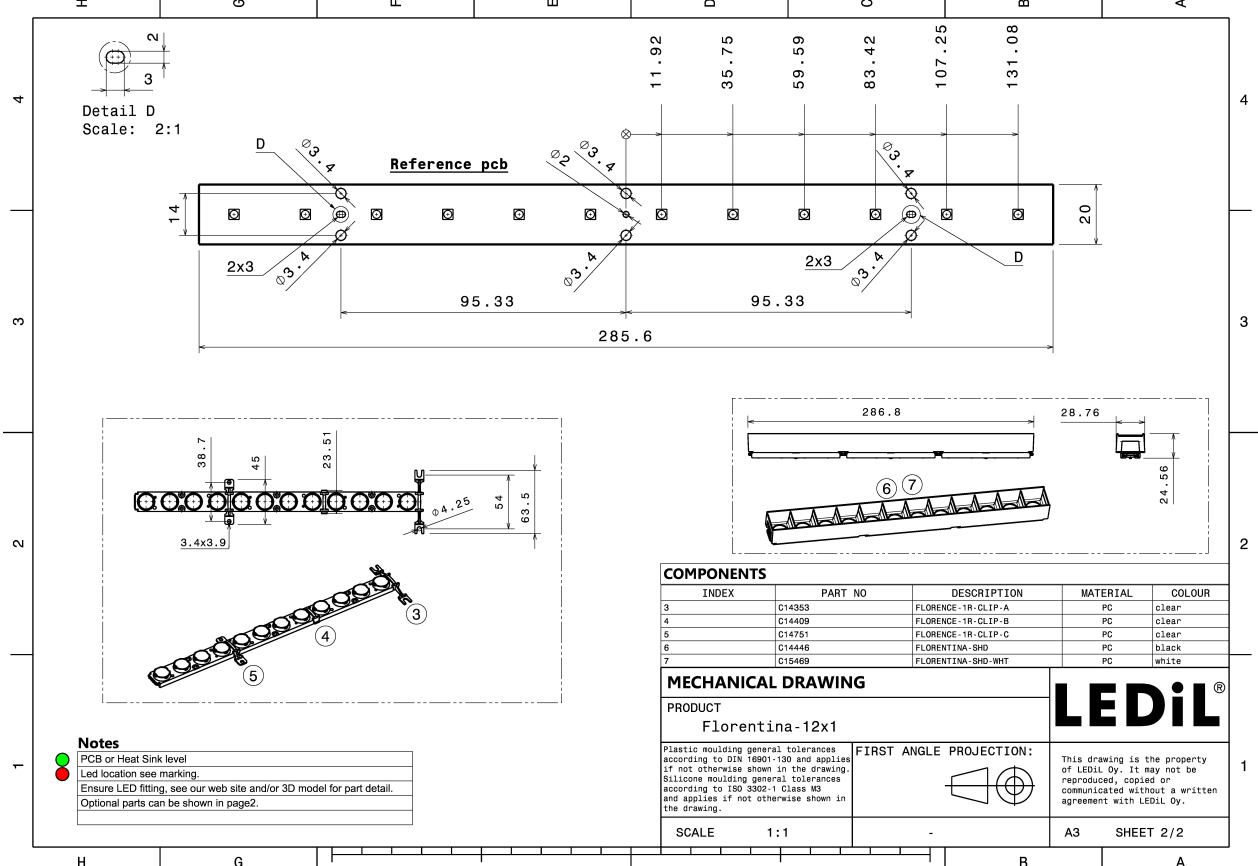 H G F E D C B A
4
4
3
3
2
2
1
1
2
3
Detail D
Scale: 2:1
11.92
35.75
59.59
83.42
107.25
131.08
D
∅3.4
Reference pcb
∅2
∅3.4
∅3.4
14
20
2x3
∅3.4
∅3.4
2x3
∅3.4
D
95.33
95.33
285.6
38.7
45
23.51
∅4.25
54
63.5
3.4x3.9
3
4
5
286.8
28.76
24.56
6 7
COMPONENTS
INDEX PART NO DESCRIPTION MATERIAL COLOUR
3 C14353 FLORENCE-1R-CLIP-A PC clear
4 C14409 FLORENCE-1R-CLIP-B PC clear
5 C14751 FLORENCE-1R-CLIP-C PC clear
6 C14446 FLORENTINA-SHD PC black
7 C15469 FLORENTINA-SHD-WHT PC white
MECHANICAL DRAWING
PRODUCT
Florentina-12x1
LEDiL®
Plastic moulding general tolerances
according to DIN 16901-130 and applies
if not otherwise shown in the drawing.
Silicone moulding general tolerances
according to ISO 3302-1 Class M3
and applies if not otherwise shown in
the drawing.
FIRST ANGLE PROJECTION:
This drawing is the property
of LEDiL Oy. It may not be
reproduced, copied or
communicated without a written
agreement with LEDiL Oy.
SCALE 1:1
-
A3 SHEET 2/2
Notes
PCB or Heat Sink level
Led location see marking.
Ensure LED fitting, see our web site and/or 3D model for part detail.
Optional parts can be shown in page2.
H G B A